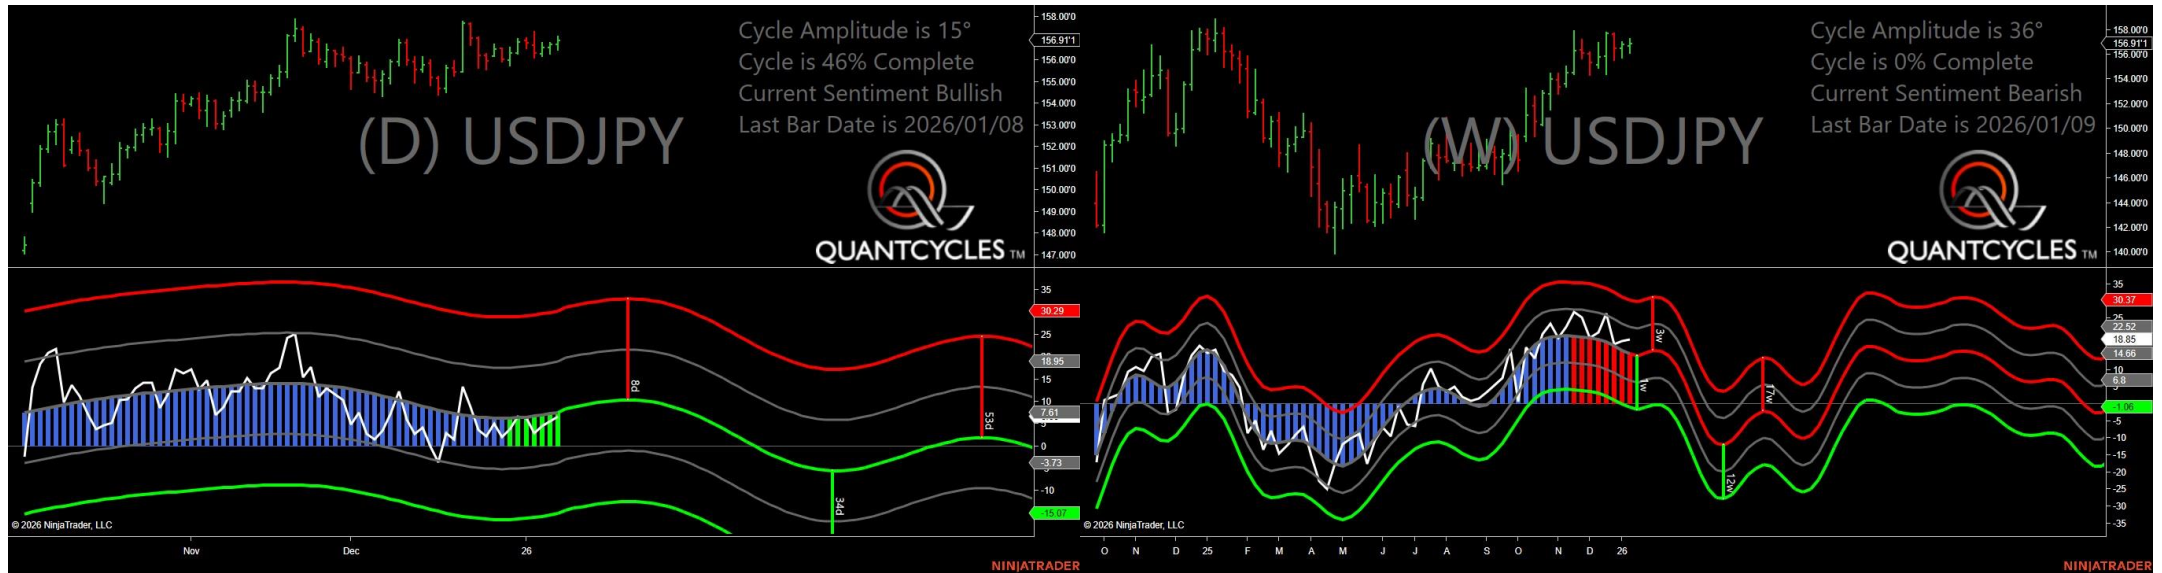 Cycle Amplitude is 15°
Cycle is 46% Complete
Current Sentiment Bullish
Last Bar Date is 2026/01/08
(D) USDJPY
QUANTCYCLES TM
158.00'0
156.91'1
156.00'0
155.00'0
154.00'0
153.00'0
152.00'0
151.00'0
150.00'0
149.00'0
148.00'0
147.00'0
35
30.29
25
18.95
15
10
7.61
0
-3.73
-10
-15.07
8d
34d
53d
© 2026 NinjaTrader, LLC
Nov
Dec
26
NINJATRADER
Cycle Amplitude is 36°
Cycle is 0% Complete
Current Sentiment Bearish
Last Bar Date is 2026/01/09
(W) USDJPY
QUANTCYCLES TM
158.00'0
156.91'1
156.00'0
154.00'0
152.00'0
150.00'0
148.00'0
146.00'0
144.00'0
142.00'0
140.00'0
35
30.37
25
22.52
18.85
14.66
6.8
-1.06
-5
-10
-15
-20
-25
-30
-35
3w
1w
12w
17w
© 2026 NinjaTrader, LLC
O N D 25 F M A M J J A S O N D 26
NINJATRADER